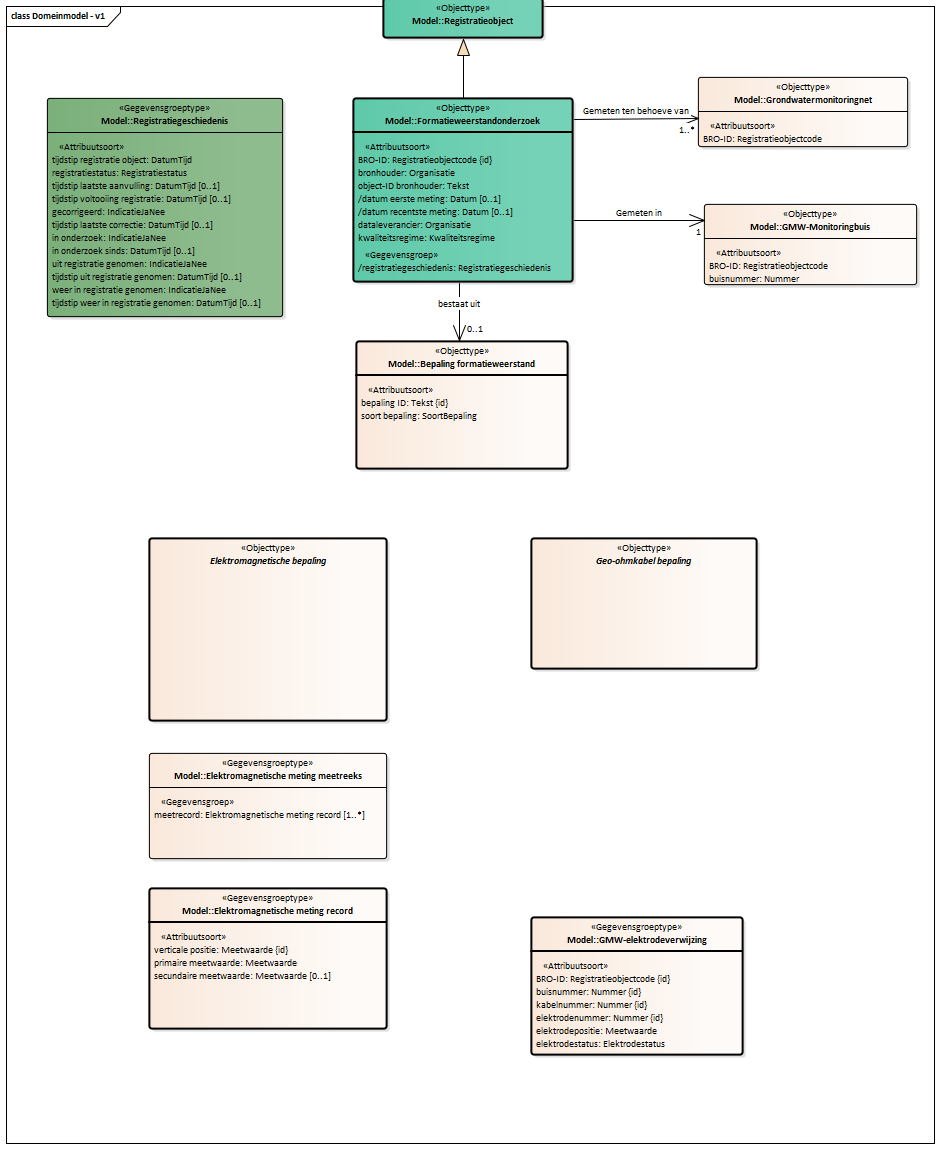 class Domeinmodel - v1
«Objecttype»
Model::Registratieobject
«Gegevensgroeptype»
Model::Registratiegeschiedenis
«Attribuutsoort»
tijdstip registratie object: DatumTijd
registratiestatus: Registratiestatus
tijdstip laatste aanvulling: DatumTijd [0..1]
tijdstip voltooiing registratie: DatumTijd [0..1]
gecorrigeerd: IndicatieJaNee
tijdstip laatste correctie: DatumTijd [0..1]
in onderzoek: IndicatieJaNee
in onderzoek sinds: DatumTijd [0..1]
uit registratie genomen: IndicatieJaNee
tijdstip uit registratie genomen: DatumTijd [0..1]
weer in registratie genomen: IndicatieJaNee
tijdstip weer in registratie genomen: DatumTijd [0..1]
«Objecttype»
Model::Formatieweerstandonderzoek
«Attribuutsoort»
BRO-ID: Registratieobjectcode {id}
bronhouder: Organisatie
object-ID bronhouder: Tekst
/datum eerste meting: Datum [0..1]
/datum recentste meting: Datum [0..1]
dataleverancier: Organisatie
kwaliteitsregime: Kwaliteitsregime
«Gegevensgroep»
/registratiegeschiedenis: Registratiegeschiedenis
Gemeten ten behoeve van
1..*
«Objecttype»
Model::Grondwatermonitoringnet
«Attribuutsoort»
BRO-ID: Registratieobjectcode
Gemeten in
1
«Objecttype»
Model::GMW-Monitoringbuis
«Attribuutsoort»
BRO-ID: Registratieobjectcode
buisnummer: Nummer
bestaat uit
0..1
«Objecttype»
Model::Bepaling formatieweerstand
«Attribuutsoort»
bepaling ID: Tekst {id}
soort bepaling: SoortBepaling
«Objecttype»
Elektromagnetische bepaling
«Objecttype»
Geo-ohmkabel bepaling
«Gegevensgroeptype»
Model::Elektromagnetische meting meetreeks
«Gegevensgroep»
meetrecord: Elektromagnetische meting record [1..*]
«Gegevensgroeptype»
Model::Elektromagnetische meting record
«Attribuutsoort»
verticale positie: Meetwaarde {id}
primaire meetwaarde: Meetwaarde
secundaire meetwaarde: Meetwaarde [0..1]
«Gegevensgroeptype»
Model::GMW-elektrodeverwijzing
«Attribuutsoort»
BRO-ID: Registratieobjectcode {id}
buisnummer: Nummer {id}
kabelnummer: Nummer {id}
elektrodenummer: Nummer {id}
elektrodepositie: Meetwaarde
elektrodestatus: Elektrodestatus